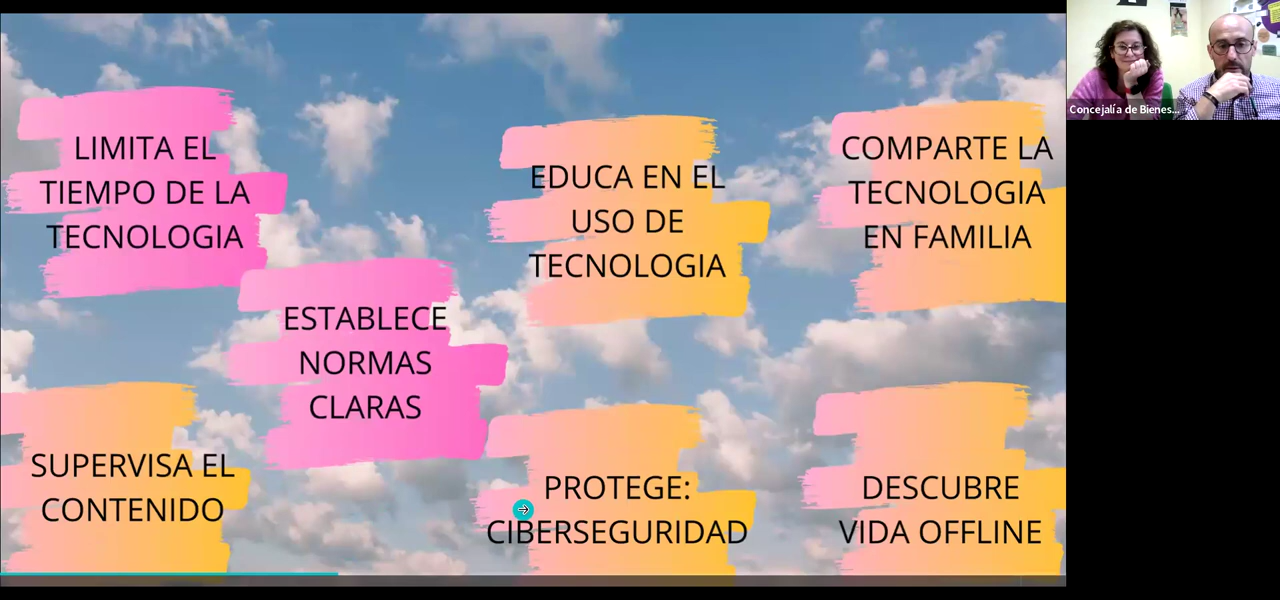 LIMITA EL
TIEMPO DE LA
TECNOLOGIA
ESTABLECE
NORMAS
CLARAS
SUPERVISA EL
CONTENIDO
EDUCA EN EL
USO DE
TECNOLOGIA
PROTEGE:
CIBERSEGURIDAD
COMPARTE LA
TECNOLOGIA
EN FAMILIA
DESCUBRE
VIDA OFFLINE
Concejalía de Bienes...